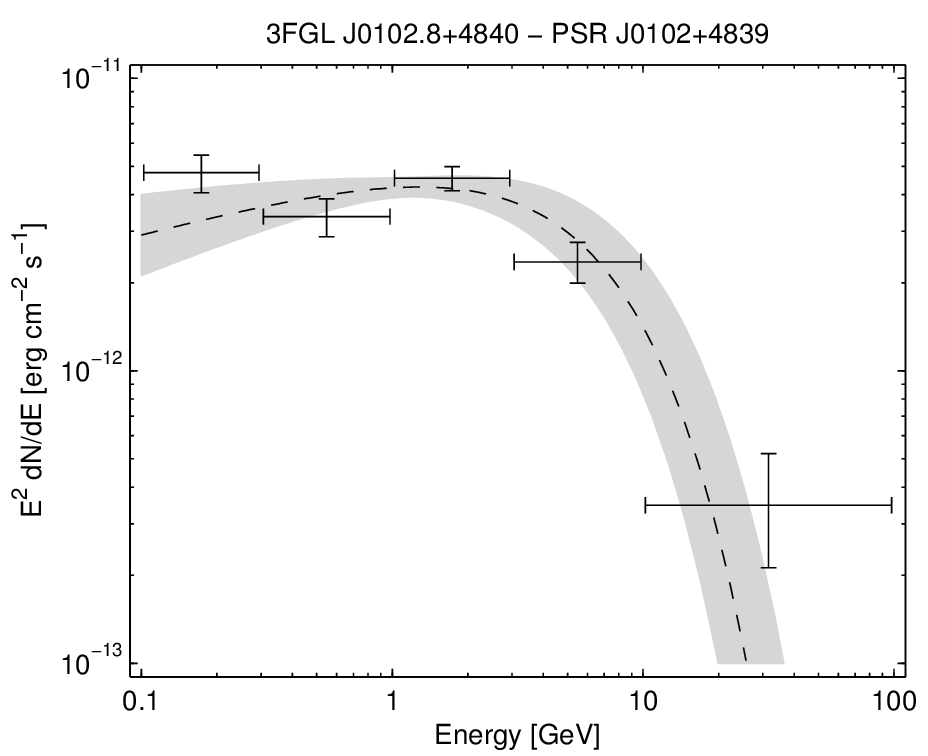 3FGL J0102.8+4840 − PSR J0102+4839
10⁻¹¹
10⁻¹²
10⁻¹³
E² dN/dE [erg cm⁻² s⁻¹]
0.1 1 10 100
Energy [GeV]